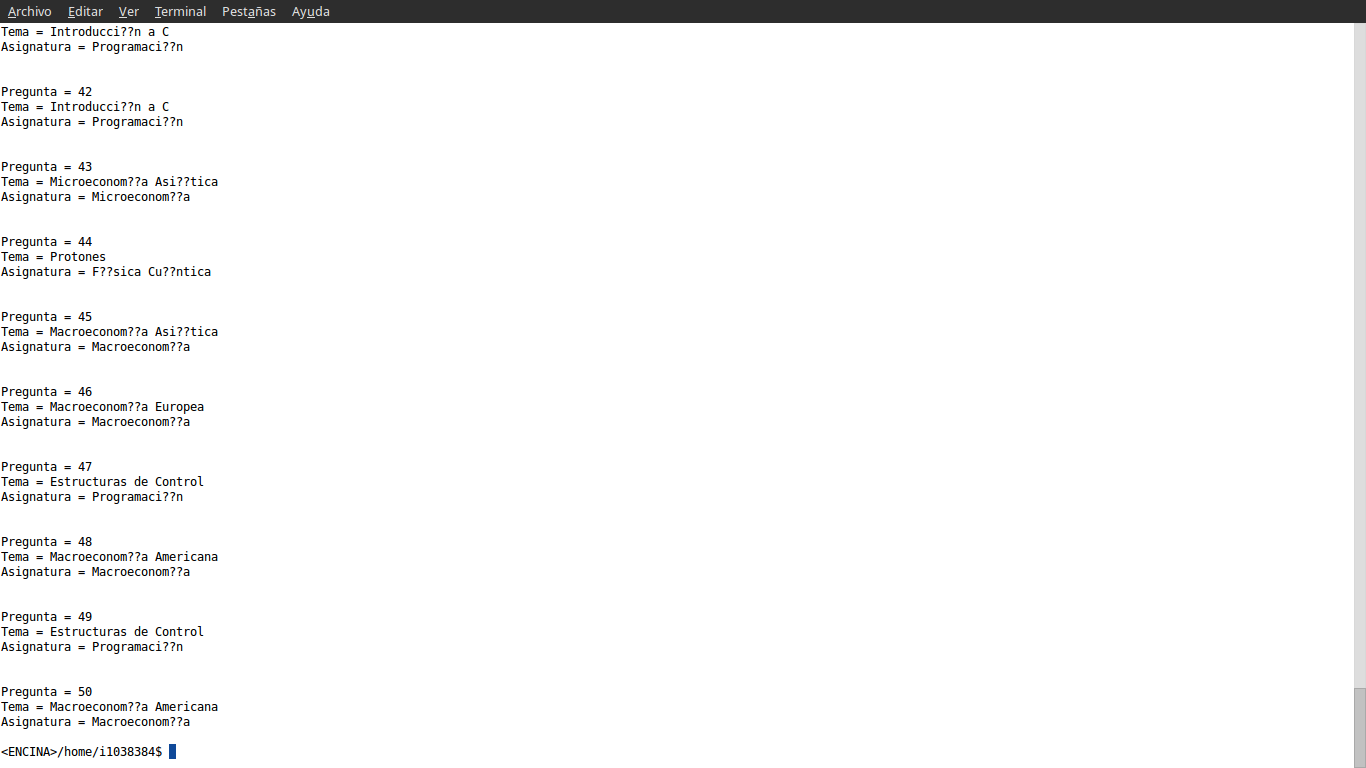 Archivo Editar Ver Terminal Pestañas Ayuda
Tema = Introducci??n a C
Asignatura = Programaci??n
Pregunta = 42
Tema = Introducci??n a C
Asignatura = Programaci??n
Pregunta = 43
Tema = Microeconom??a Asi??tica
Asignatura = Microeconom??a
Pregunta = 44
Tema = Protones
Asignatura = F??sica Cu??ntica
Pregunta = 45
Tema = Macroeconom??a Asi??tica
Asignatura = Macroeconom??a
Pregunta = 46
Tema = Macroeconom??a Europea
Asignatura = Macroeconom??a
Pregunta = 47
Tema = Estructuras de Control
Asignatura = Programaci??n
Pregunta = 48
Tema = Macroeconom??a Americana
Asignatura = Macroeconom??a
Pregunta = 49
Tema = Estructuras de Control
Asignatura = Programaci??n
Pregunta = 50
Tema = Macroeconom??a Americana
Asignatura = Macroeconom??a
<ENCINA>/home/i1038384$